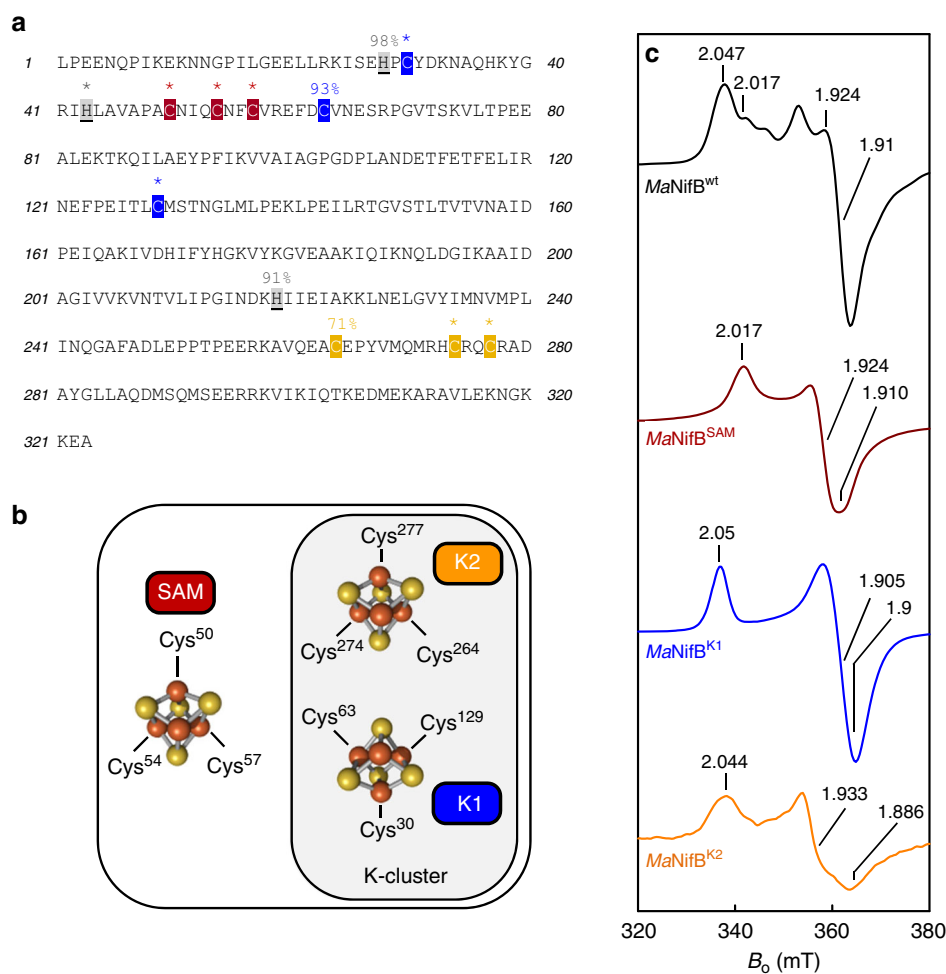 a
98% *
1 LPEENQPIKEKNNGPILGEELLRKISEHPCYDKNAQHKYG 40
* * * * 93%
41 RIHLAVAPACNIQCNFCVREFDCVNESRPGVTSKVLTPEE 80
81 ALEKTKQILAEYPFIKVVAIAGPGDPLANDETFETFELIR 120
*
121 NEFPEITLCMSTNGLMLPEKLPEILRTGVSTLTVTVNAID 160
161 PEIQAKIVDHIFYHGKVYKGVEAAKIQIKNQLDGIKAAID 200
91%
201 AGIVVKVNTVLIPGINDKHIIEIAKKLNELGVYIMNVMPL 240
71% * *
241 INQGAFADLEPPTPEERKAVQEACEPYVMQMRHCRQCRAD 280
281 AYGLLAQDMSQMSEERRKVIKIQTKEDMEKARAVLEKNGK 320
321 KEA
b
SAM
Cys50
Cys54
Cys57
Cys277
K2
Cys274
Cys264
Cys63
Cys129
K1
Cys30
K-cluster
c
2.047
2.017
1.924
1.91
MaNifBwt
2.017
1.924
1.910
MaNifBSAM
2.05
1.905
1.9
MaNifBK1
2.044
1.933
1.886
MaNifBK2
320 340 360 380
Bo (mT)